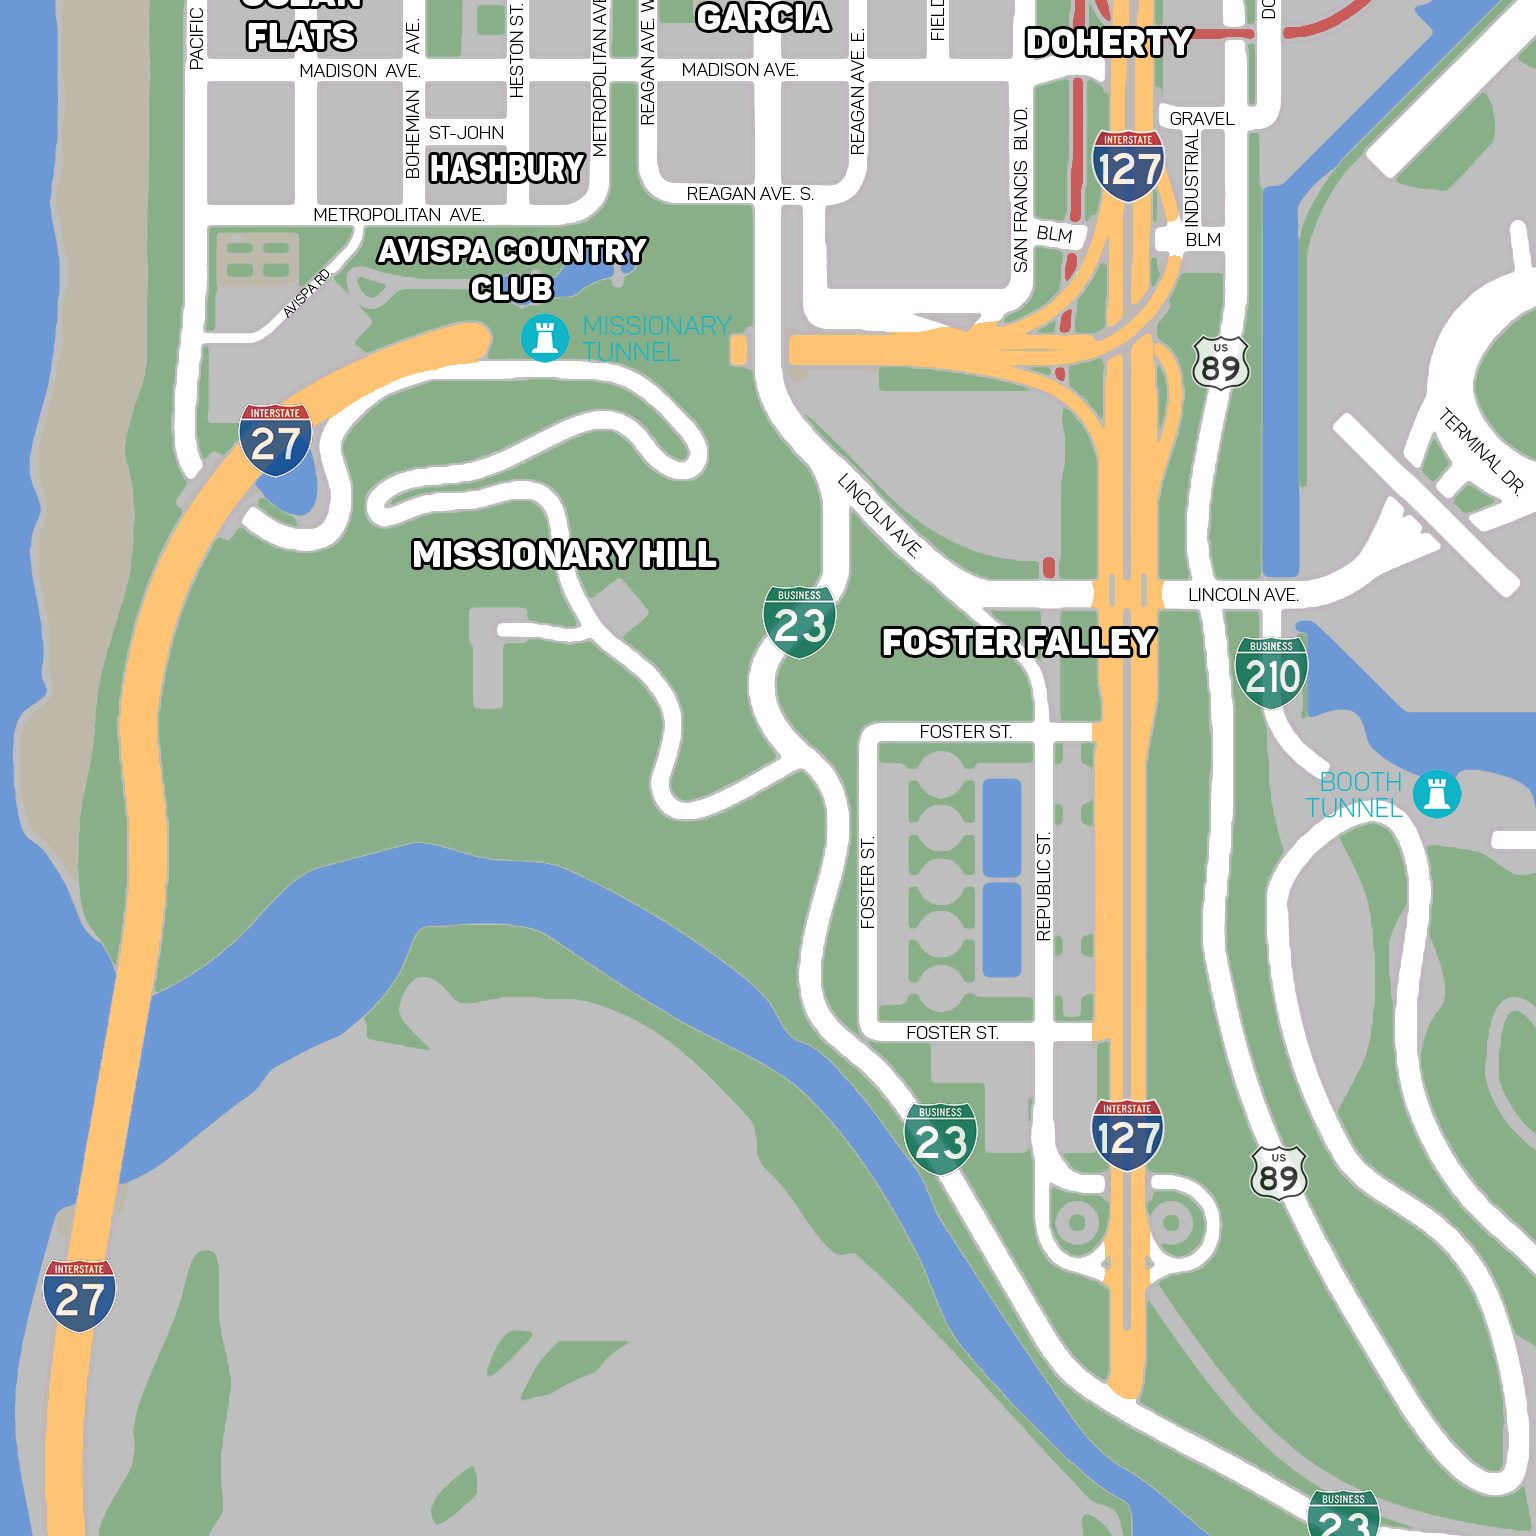 OCEAN
FLATS
GARCIA
DOHERTY
PACIFIC
MADISON AVE.
BOHEMIAN AVE.
HESTON ST.
METROPOLITAN AVE
REAGAN AVE. W
MADISON AVE.
REAGAN AVE. E.
FIELD
DO
ST-JOHN
HASHBURY
SAN FRANCIS BLVD.
INTERSTATE
127
GRAVEL
INDUSTRIAL
REAGAN AVE. S.
METROPOLITAN AVE.
BLM
BLM
AVISPA COUNTRY
CLUB
AVISPA RD.
MISSIONARY
TUNNEL
US
89
INTERSTATE
27
TERMINAL DR.
LINCOLN AVE.
MISSIONARY HILL
LINCOLN AVE.
BUSINESS
23
FOSTER FALLEY
BUSINESS
210
FOSTER ST.
BOOTH
TUNNEL
FOSTER ST.
REPUBLIC ST.
FOSTER ST.
BUSINESS
23
INTERSTATE
127
US
89
INTERSTATE
27
BUSINESS
23